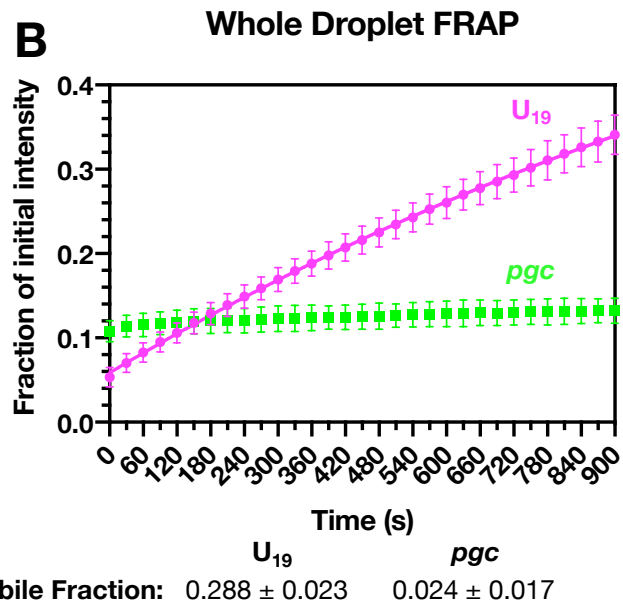 B
Whole Droplet FRAP
Fraction of initial intensity
0.4
0.3
0.2
0.1
0.0
U₁₉
pgc
0 60 120 180 240 300 360 420 480 540 600 660 720 780 840 900
Time (s)
U₁₉ pgc
bile Fraction: 0.288 ± 0.023 0.024 ± 0.017